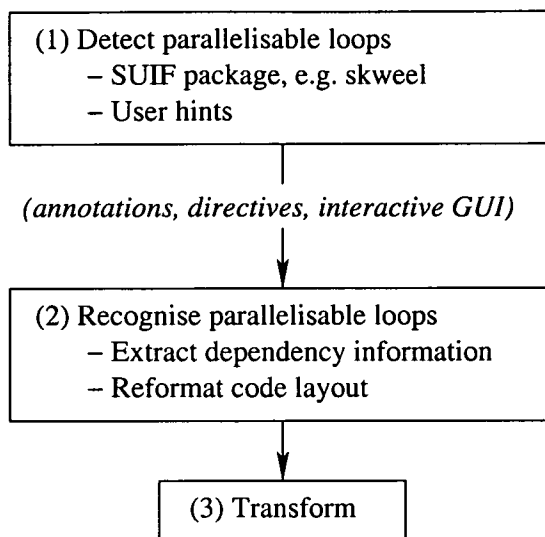 (1) Detect parallelisable loops
– SUIF package, e.g. skweel
– User hints
(annotations, directives, interactive GUI)
(2) Recognise parallelisable loops
– Extract dependency information
– Reformat code layout
(3) Transform